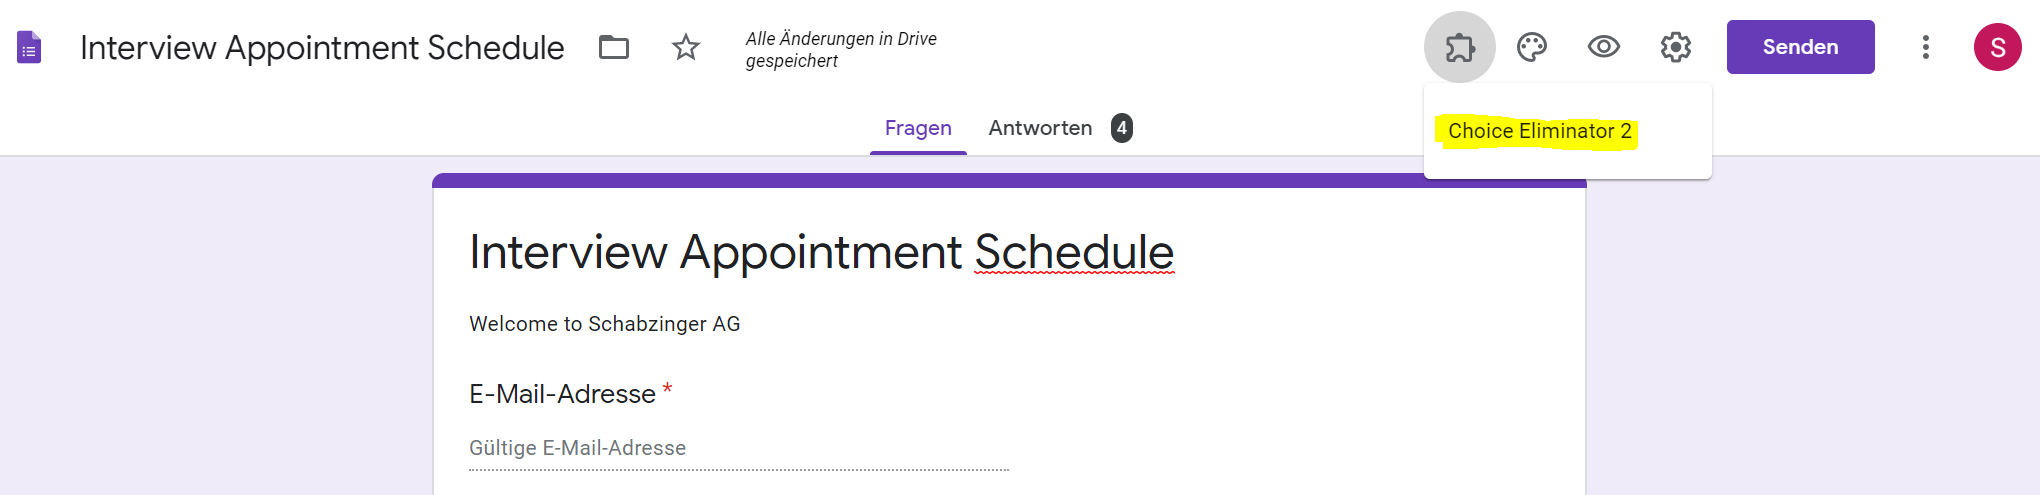 Interview Appointment Schedule
Alle Änderungen in Drive
gespeichert
Senden
S
Fragen
Antworten 4
Choice Eliminator 2
Interview Appointment Schedule
Welcome to Schabzinger AG
E-Mail-Adresse *
Gültige E-Mail-Adresse